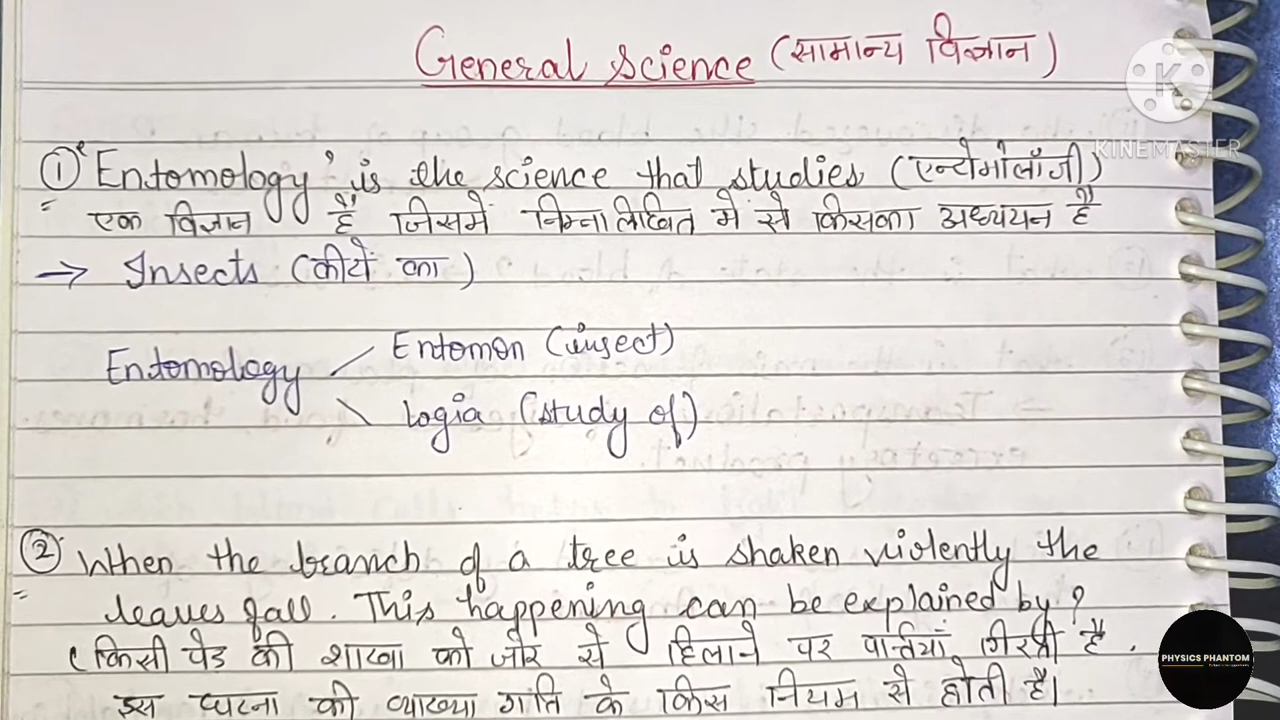 General Science (सामान्य विज्ञान)
KINEMASTER
① 'Entomology' is the science that studies (एन्टोमोलॉजी)
एक विज्ञान है जिसमें निम्नलिखित में से किसका अध्ययन है
→ Insects (कीटों का)
Entomology
Entomon (insect)
Logia (study of)
② When the branch of a tree is shaken violently the
leaves fall. This happening can be explained by?
(किसी पेड की शाखा को जोर से हिलाने पर पत्तियाँ गिरती है.
इस घटना की व्याख्या गति के किस नियम से होती है।
PHYSICS PHANTOM